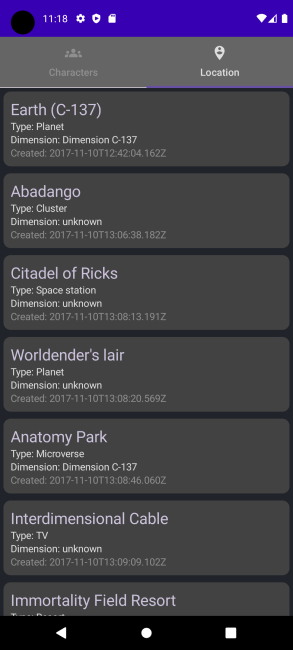 11:18
Characters
Location
Earth (C-137)
Type: Planet
Dimension: Dimension C-137
Created: 2017-11-10T12:42:04.162Z
Abadango
Type: Cluster
Dimension: unknown
Created: 2017-11-10T13:06:38.182Z
Citadel of Ricks
Type: Space station
Dimension: unknown
Created: 2017-11-10T13:08:13.191Z
Worldender's lair
Type: Planet
Dimension: unknown
Created: 2017-11-10T13:08:20.569Z
Anatomy Park
Type: Microverse
Dimension: Dimension C-137
Created: 2017-11-10T13:08:46.060Z
Interdimensional Cable
Type: TV
Dimension: unknown
Created: 2017-11-10T13:09:09.102Z
Immortality Field Resort